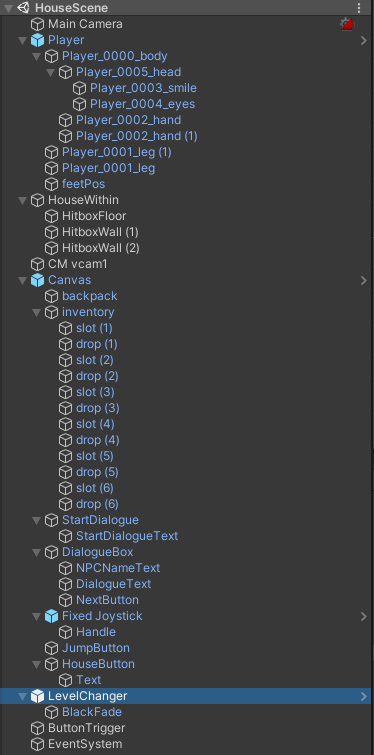 HouseScene
Main Camera
Player
Player_0000_body
Player_0005_head
Player_0003_smile
Player_0004_eyes
Player_0002_hand
Player_0002_hand (1)
Player_0001_leg (1)
Player_0001_leg
feetPos
HouseWithin
HitboxFloor
HitboxWall (1)
HitboxWall (2)
CM vcam1
Canvas
backpack
inventory
slot (1)
drop (1)
slot (2)
drop (2)
slot (3)
drop (3)
slot (4)
drop (4)
slot (5)
drop (5)
slot (6)
drop (6)
StartDialogue
StartDialogueText
DialogueBox
NPCNameText
DialogueText
NextButton
Fixed Joystick
Handle
JumpButton
HouseButton
Text
LevelChanger
BlackFade
ButtonTrigger
EventSystem